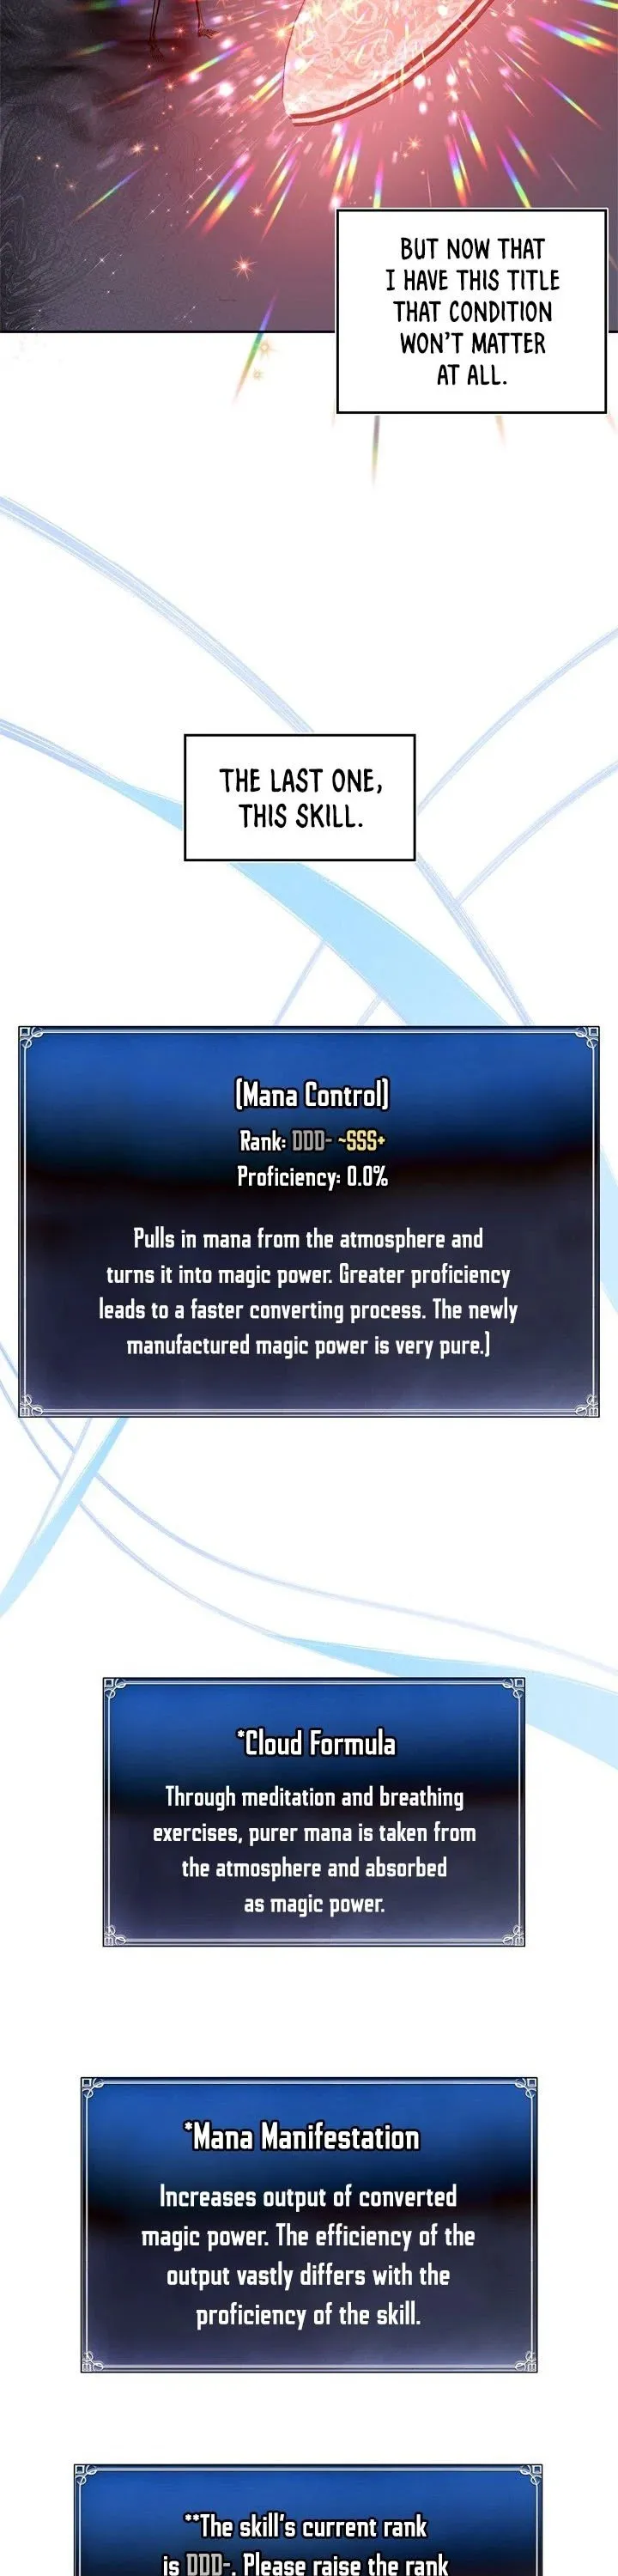 BUT NOW THAT
I HAVE THIS TITLE
THAT CONDITION
WON'T MATTER
AT ALL.
THE LAST ONE,
THIS SKILL.
[Mana Control]
Rank: DDD- ~SSS+
Proficiency: 0.0%
Pulls in mana from the atmosphere and
turns it into magic power. Greater proficiency
leads to a faster converting process. The newly
manufactured magic power is very pure.]
*Cloud Formula
Through meditation and breathing
exercises, purer mana is taken from
the atmosphere and absorbed
as magic power.
*Mana Manifestation
Increases output of converted
magic power. The efficiency of the
output vastly differs with the
proficiency of the skill.
**The skill's current rank
is DDD-. Please raise the rank